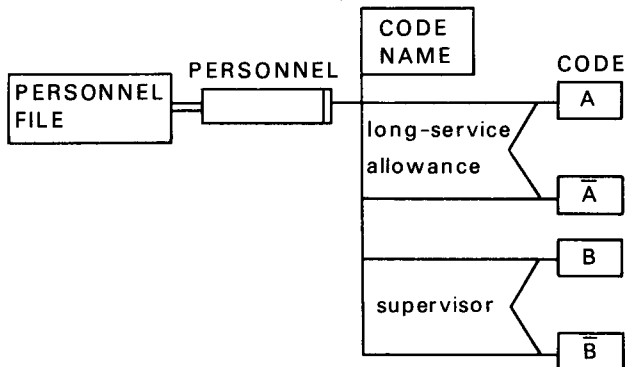 CODE
NAME
PERSONNEL
CODE
PERSONNEL
FILE
A
long-service
allowance
A̅
B
supervisor
B̅